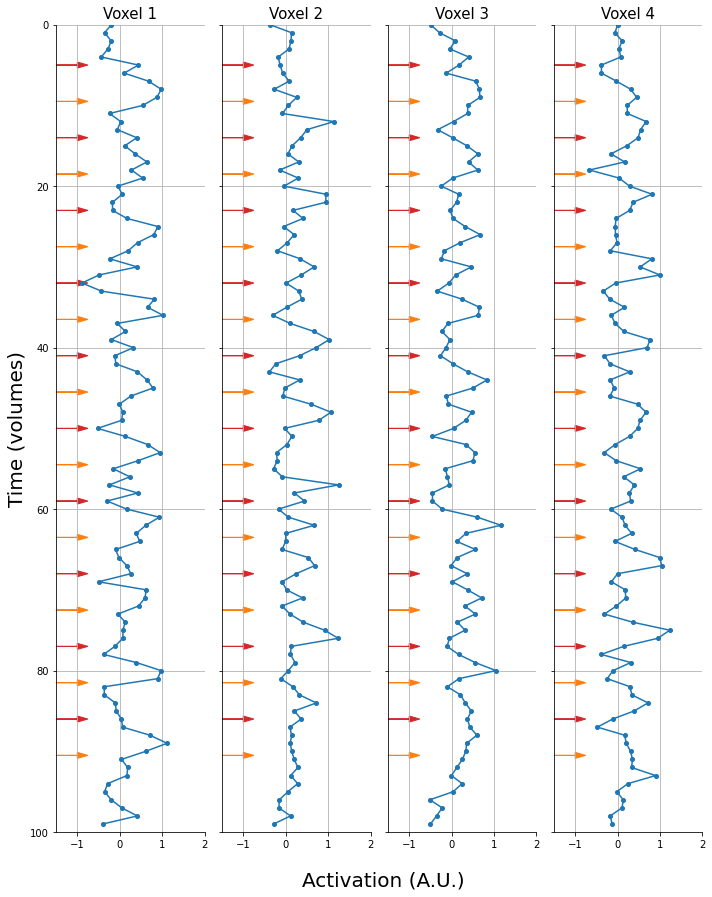 Voxel 1 Voxel 2 Voxel 3 Voxel 4
0
20
40
60
80
100
Time (volumes)
−1 0 1 2 −1 0 1 2 −1 0 1 2 −1 0 1 2
Activation (A.U.)